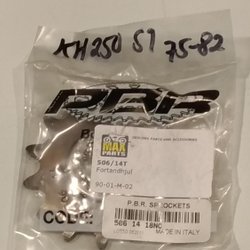 KH250 S1 75-82
P.B.R
MAX PARTS
506/14T
Fortandhjul
90-01-M-02
CODE
P.B.R. SPROCKETS
506 14 18NC
MADE IN ITALY